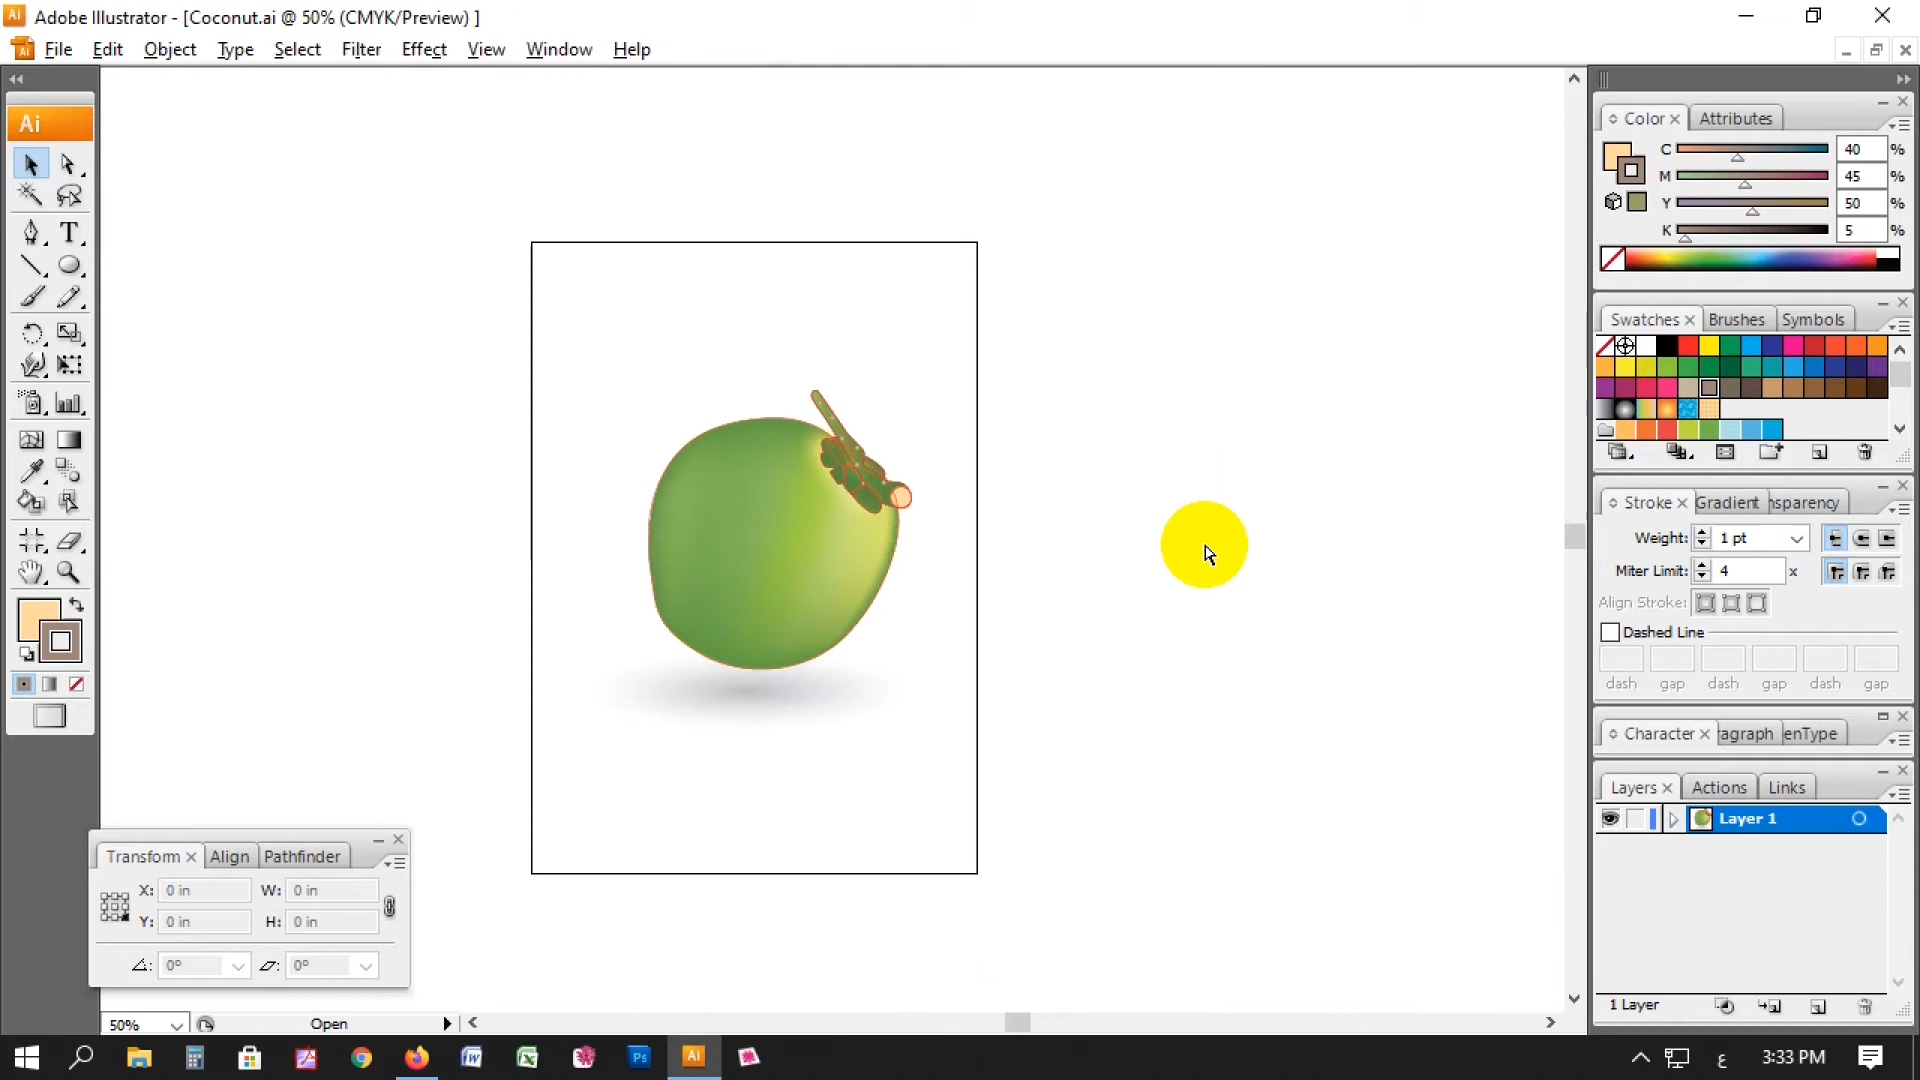 Adobe Illustrator - [Coconut.ai @ 50% (CMYK/Preview) ]
File Edit Object Type Select Filter Effect View Window Help
Ai
Color Attributes
C 40 %
M 45 %
Y 50 %
K 5 %
Swatches Brushes Symbols
Stroke Gradient nsparency
Weight: 1 pt
Miter Limit: 4 x
Align Stroke:
Dashed Line
dash gap dash gap dash gap
Character ragraph enType
Layers Actions Links
Layer 1
1 Layer
Transform Align Pathfinder
X: 0 in W: 0 in
Y: 0 in H: 0 in
0° 0°
50% Open
3:33 PM
ع